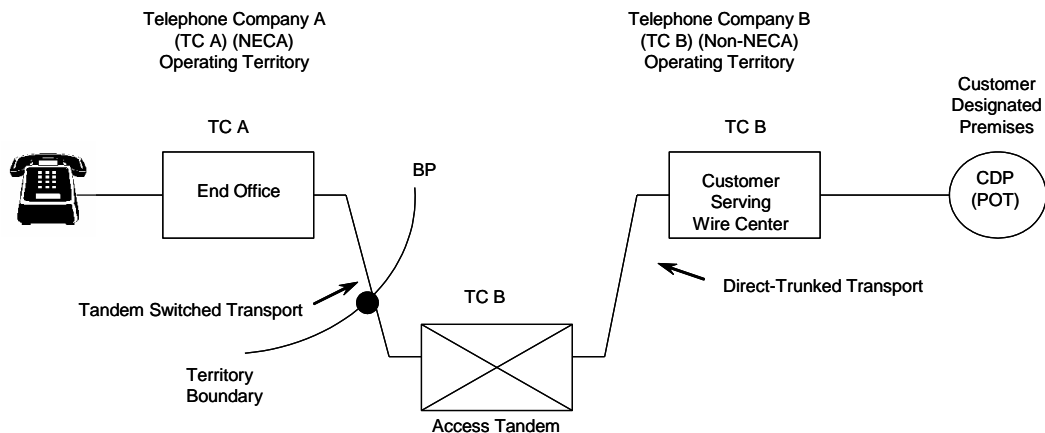 Telephone Company A
(TC A) (NECA)
Operating Territory
Telephone Company B
(TC B) (Non-NECA)
Operating Territory
Customer
Designated
Premises
TC A
TC B
BP
End Office
Customer
Serving
Wire Center
CDP
(POT)
Tandem Switched Transport
TC B
Direct-Trunked Transport
Territory
Boundary
Access Tandem